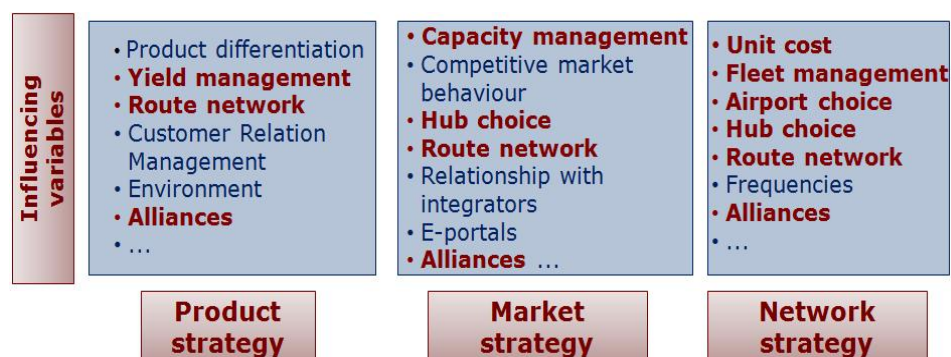 Influencing
variables
• Product differentiation
• Yield management
• Route network
• Customer Relation
Management
• Environment
• Alliances
• ...
• Capacity management
• Competitive market
behaviour
• Hub choice
• Route network
• Relationship with
integrators
• E-portals
• Alliances ...
• Unit cost
• Fleet management
• Airport choice
• Hub choice
• Route network
• Frequencies
• Alliances
• ...
Product
strategy
Market
strategy
Network
strategy